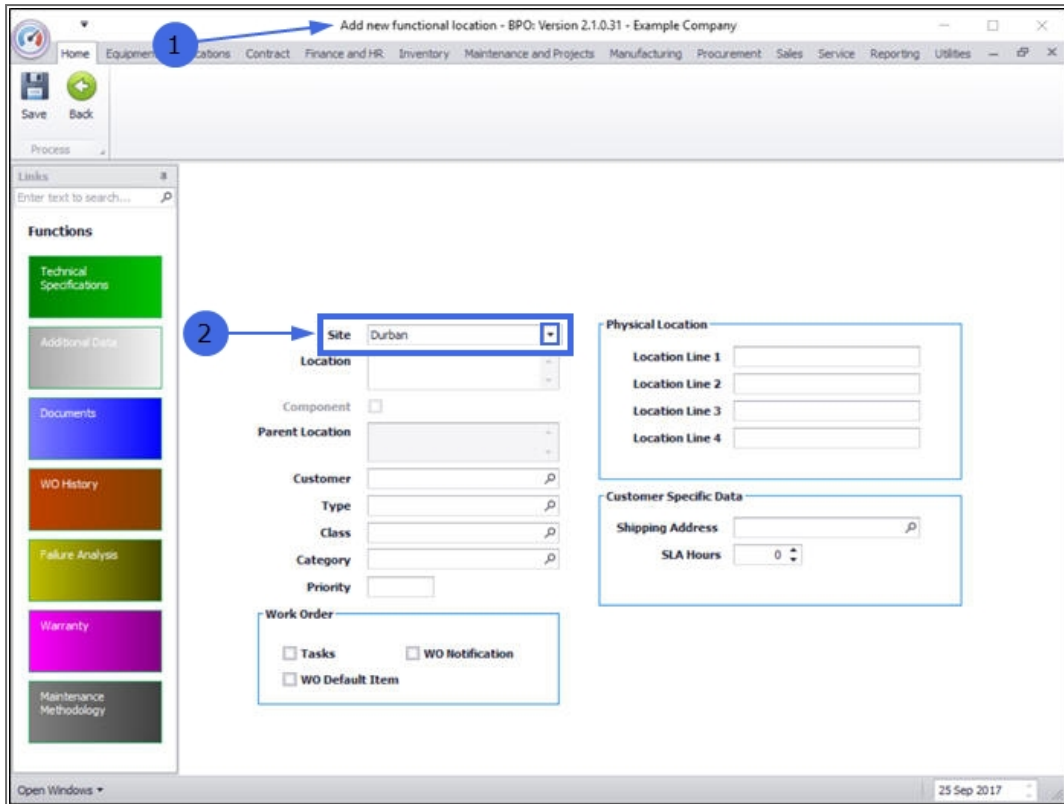 Add new functional location - BPO: Version 2.1.0.31 - Example Company
1
Home Equipment Contract Finance and HR Inventory Maintenance and Projects Manufacturing Procurement Sales Service Reporting Utilities
Save Back
Process
Links
Enter text to search...
Functions
Technical
Specifications
Additional Data
Documents
WO History
Failure Analysis
Warranty
Maintenance
Methodology
2
Site Durban
Location
Component
Parent Location
Customer
Type
Class
Category
Priority
Work Order
Tasks WO Notification
WO Default Item
Physical Location
Location Line 1
Location Line 2
Location Line 3
Location Line 4
Customer Specific Data
Shipping Address
SLA Hours 0
Open Windows
25 Sep 2017